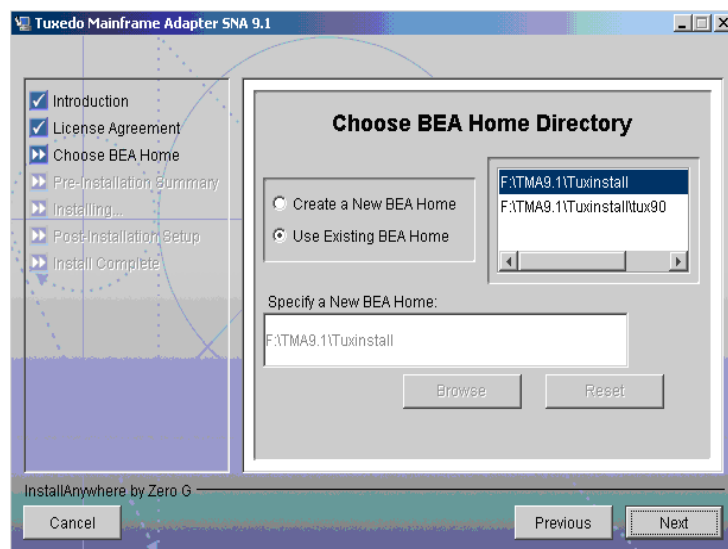 Tuxedo Mainframe Adapter SNA 9.1
Introduction
License Agreement
Choose BEA Home
Pre-Installation Summary
Installing...
Post-Installation Setup
Install Complete
Choose BEA Home Directory
Create a New BEA Home
Use Existing BEA Home
F:\TMA9.1\Tuxinstall
F:\TMA9.1\Tuxinstall\tux90
Specify a New BEA Home:
F:\TMA9.1\Tuxinstall
Browse
Reset
InstallAnywhere by Zero G
Cancel
Previous
Next